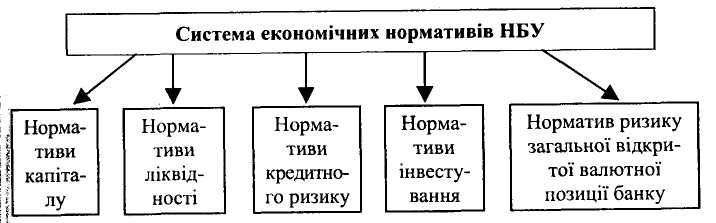 Система економічних нормативів НБУ
Норма-
тиви
капіта-
лу
Норма-
тиви
ліквід-
ності
Норма-
тиви
кредитно-
го ризику
Норма-
тиви
інвесту-
вання
Норматив ризику
загальної відкри-
тої валютної
позиції банку